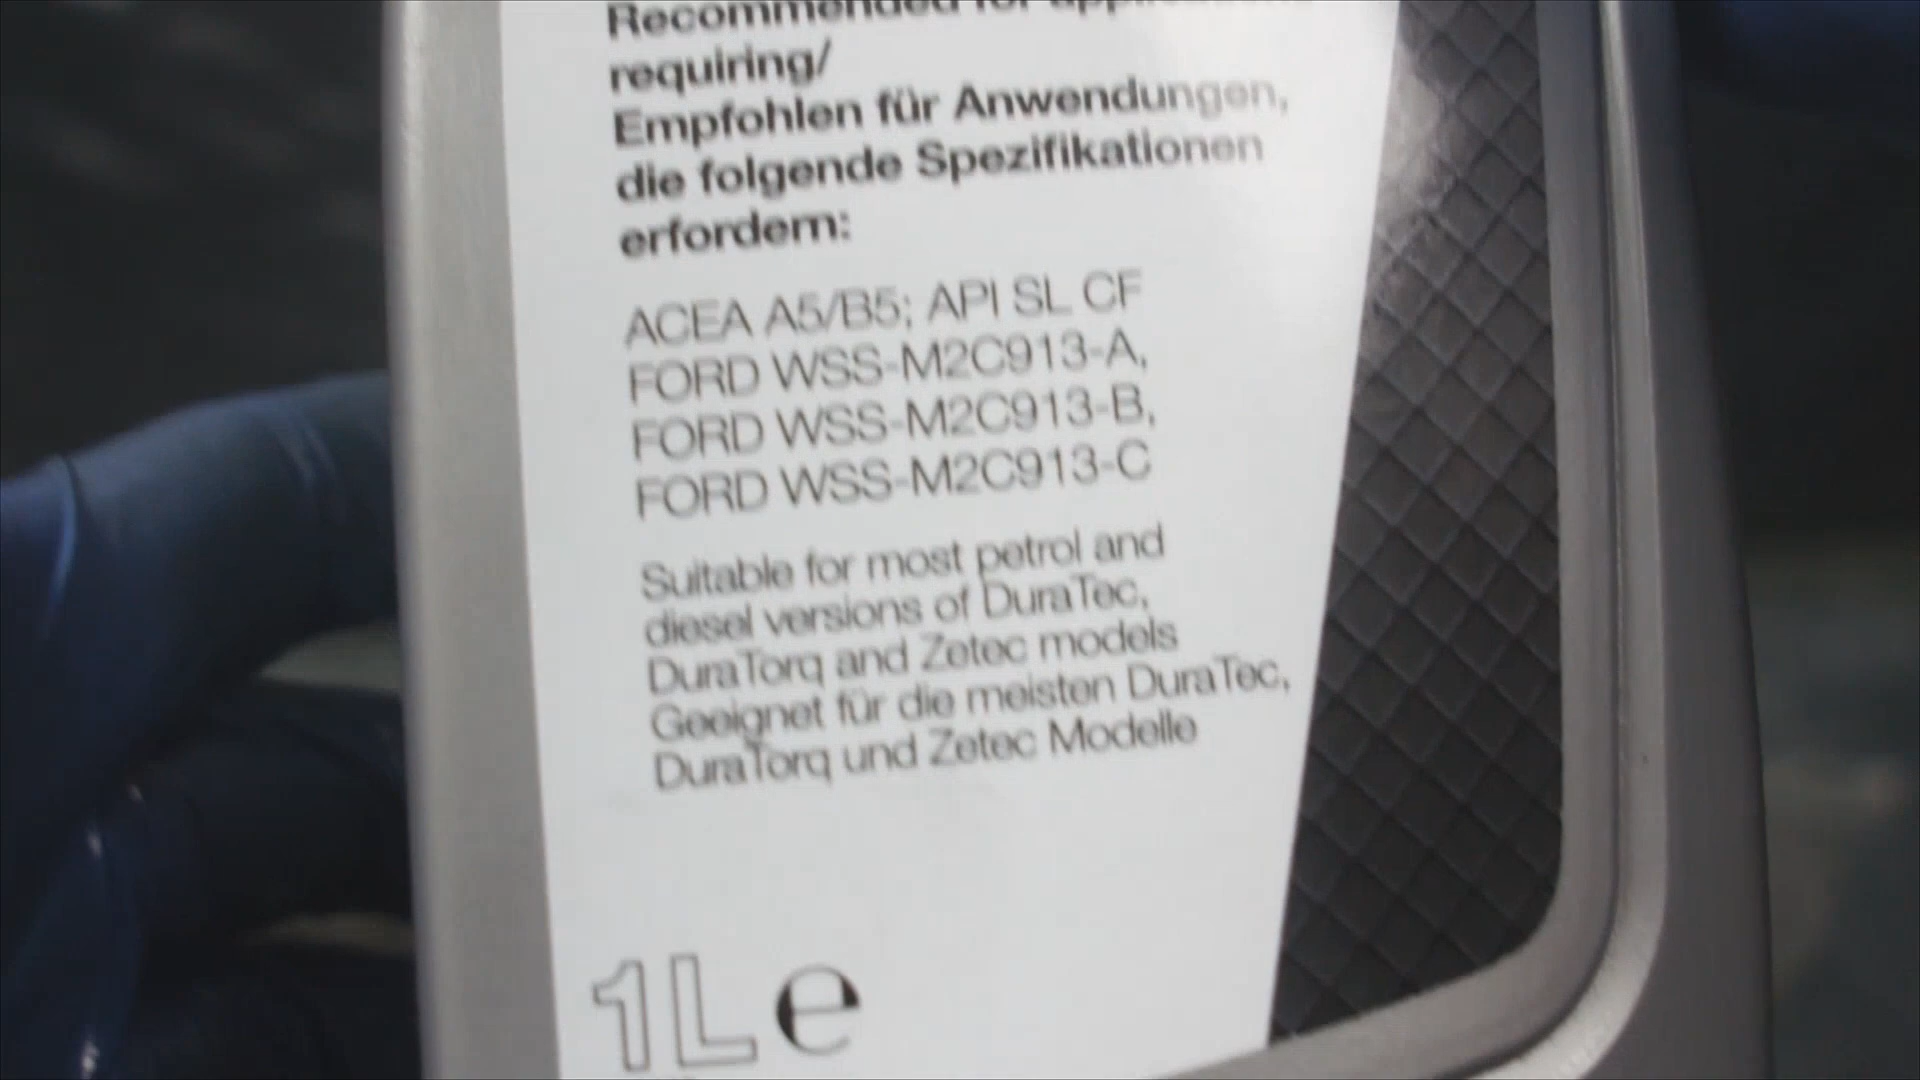 Recommended for applications
requiring/
Empfohlen für Anwendungen,
die folgende Spezifikationen
erfordern:
ACEA A5/B5; API SL CF
FORD WSS-M2C913-A,
FORD WSS-M2C913-B,
FORD WSS-M2C913-C
Suitable for most petrol and
diesel versions of DuraTec,
DuraTorq and Zetec models
Geeignet für die meisten DuraTec,
DuraTorq und Zetec Modelle
1L e